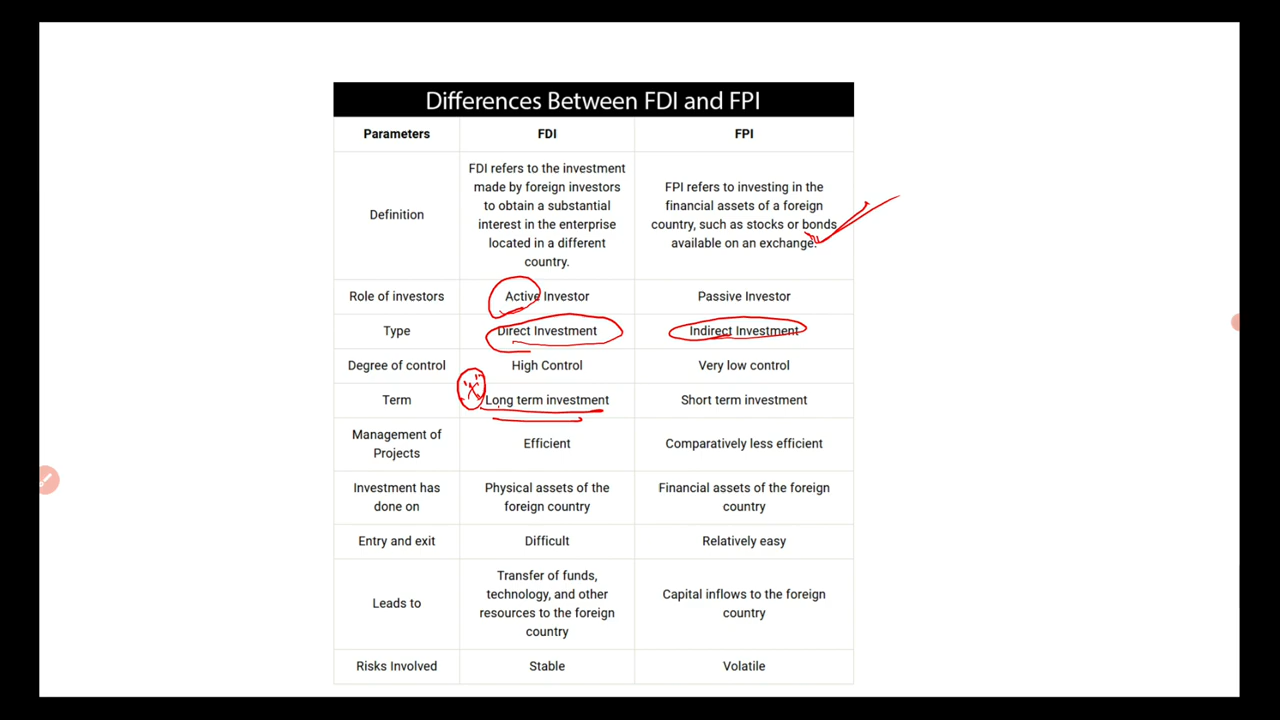 Differences Between FDI and FPI
Parameters FDI FPI
Definition
FDI refers to the investment
made by foreign investors
to obtain a substantial
interest in the enterprise
located in a different
country.
FPI refers to investing in the
financial assets of a foreign
country, such as stocks or bonds
available on an exchange.
Role of investors Active Investor Passive Investor
Type Direct Investment Indirect Investment
Degree of control High Control Very low control
Term "X" Long term investment Short term investment
Management of
Projects
Efficient
Comparatively less efficient
Investment has
done on
Physical assets of the
foreign country
Financial assets of the foreign
country
Entry and exit Difficult Relatively easy
Leads to
Transfer of funds,
technology, and other
resources to the foreign
country
Capital inflows to the foreign
country
Risks Involved Stable Volatile